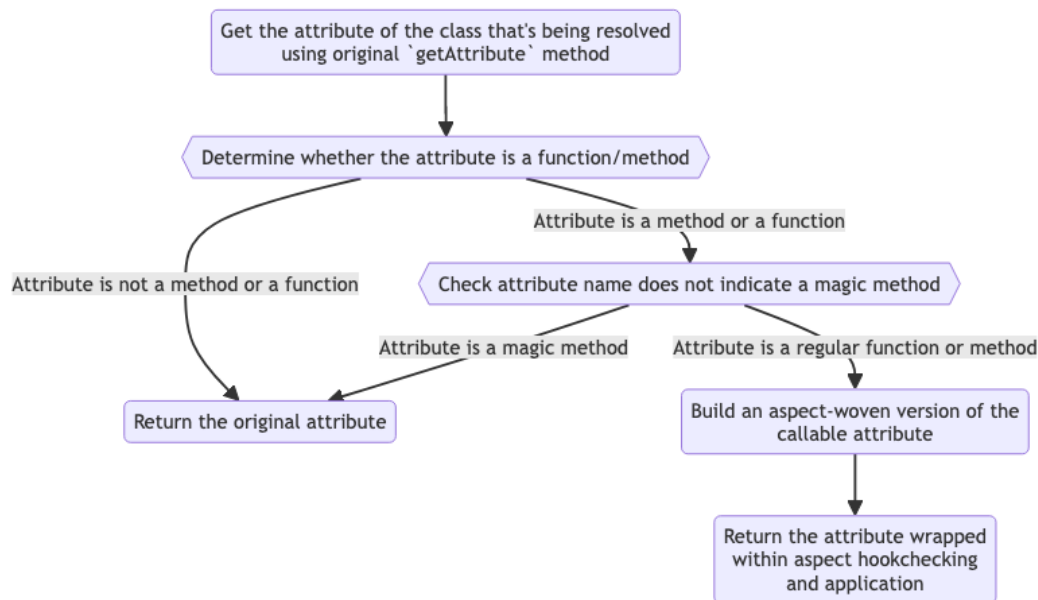 Get the attribute of the class that's being resolved
using original `getAttribute` method
Determine whether the attribute is a function/method
Attribute is a method or a function
Attribute is not a method or a function
Check attribute name does not indicate a magic method
Attribute is a magic method
Attribute is a regular function or method
Return the original attribute
Build an aspect-woven version of the
callable attribute
Return the attribute wrapped
within aspect hookchecking
and application